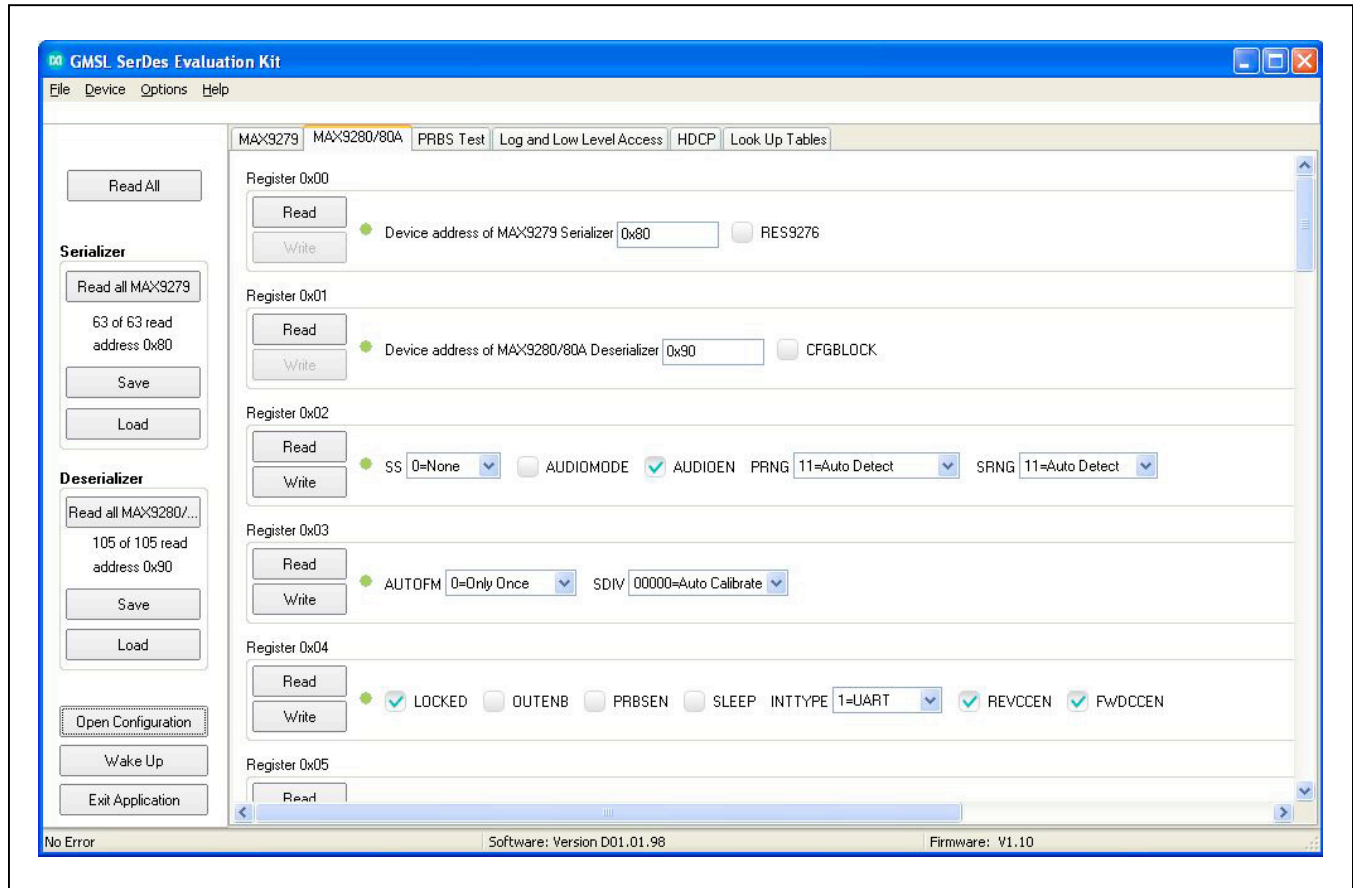 GMSL SerDes Evaluation Kit
File Device Options Help
MAX9279 MAX9280/80A PRBS Test Log and Low Level Access HDCP Look Up Tables
Read All
Serializer
Read all MAX9279
63 of 63 read
address 0x80
Save
Load
Deserializer
Read all MAX9280/...
105 of 105 read
address 0x90
Save
Load
Open Configuration
Wake Up
Exit Application
Register 0x00
Read
Write
Device address of MAX9279 Serializer 0x80 RES9276
Register 0x01
Read
Write
Device address of MAX9280/80A Deserializer 0x90 CFGBLOCK
Register 0x02
Read
Write
SS 0=None AUDIOMODE AUDIOEN PRNG 11=Auto Detect SRNG 11=Auto Detect
Register 0x03
Read
Write
AUTOFM 0=Only Once SDIV 00000=Auto Calibrate
Register 0x04
Read
Write
LOCKED OUTENB PRBSEN SLEEP INTTYPE 1=UART REVCCEN FWDCCEN
Register 0x05
Read
No Error Software: Version D01.01.98 Firmware: V1.10